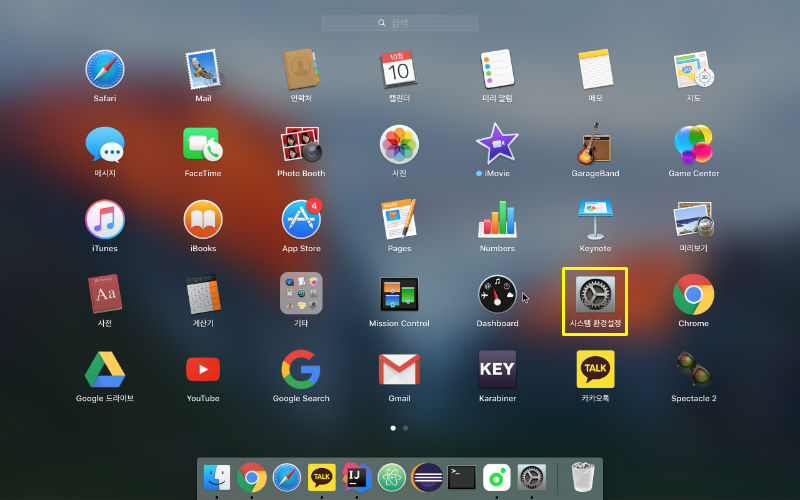 검색
Safari
Mail
연락처
10월
10
캘린더
미리 알림
메모
3D
지도
메시지
FaceTime
Photo Booth
사진
iMovie
GarageBand
Game Center
iTunes
iBooks
4
App Store
Pages
Numbers
Keynote
미리보기
Aa
사전
계산기
기타
Mission Control
Dashboard
시스템 환경설정
Chrome
Google 드라이브
YouTube
Google Search
Gmail
KEY
Karabiner
TALK
카카오톡
Spectacle 2
TALK
IJ